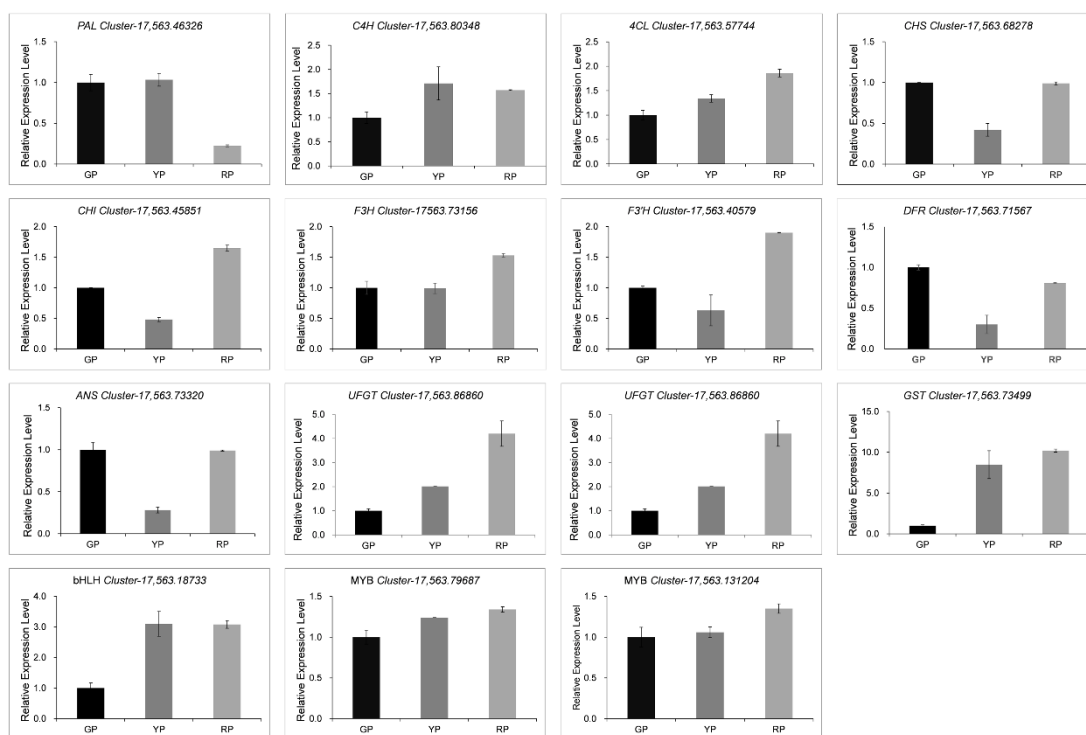 PAL Cluster-17,563.46326
Relative Expression Level
1.5
1.0
0.5
0.0
GP YP RP
C4H Cluster-17,563.80348
Relative Expression Level
2.5
2.0
1.5
1.0
0.5
0.0
GP YP RP
4CL Cluster-17,563.57744
Relative Expression Level
2.5
2.0
1.5
1.0
0.5
0.0
GP YP RP
CHS Cluster-17,563.68278
Relative Expression Level
1.5
1.0
0.5
0.0
GP YP RP
CHI Cluster-17,563.45851
Relative Expression Level
2.0
1.5
1.0
0.5
0.0
GP YP RP
F3H Cluster-17563.73156
Relative Expression Level
2.0
1.5
1.0
0.5
0.0
GP YP RP
F3'H Cluster-17,563.40579
Relative Expression Level
2.0
1.5
1.0
0.5
0.0
GP YP RP
DFR Cluster-17,563.71567
Relative Expression Level
1.5
1.0
0.5
0.0
GP YP RP
ANS Cluster-17,563.73320
Relative Expression Level
1.5
1.0
0.5
0.0
GP YP RP
UFGT Cluster-17,563.86860
Relative Expression Level
5.0
4.0
3.0
2.0
1.0
0.0
GP YP RP
UFGT Cluster-17,563.86860
Relative Expression Level
5.0
4.0
3.0
2.0
1.0
0.0
GP YP RP
GST Cluster-17,563.73499
Relative Expression Level
15.0
10.0
5.0
0.0
GP YP RP
bHLH Cluster-17,563.18733
Relative Expression Level
4.0
3.0
2.0
1.0
0.0
GP YP RP
MYB Cluster-17,563.79687
Relative Expression Level
1.5
1.0
0.5
0.0
GP YP RP
MYB Cluster-17,563.131204
Relative Expression Level
1.5
1.0
0.5
0.0
GP YP RP